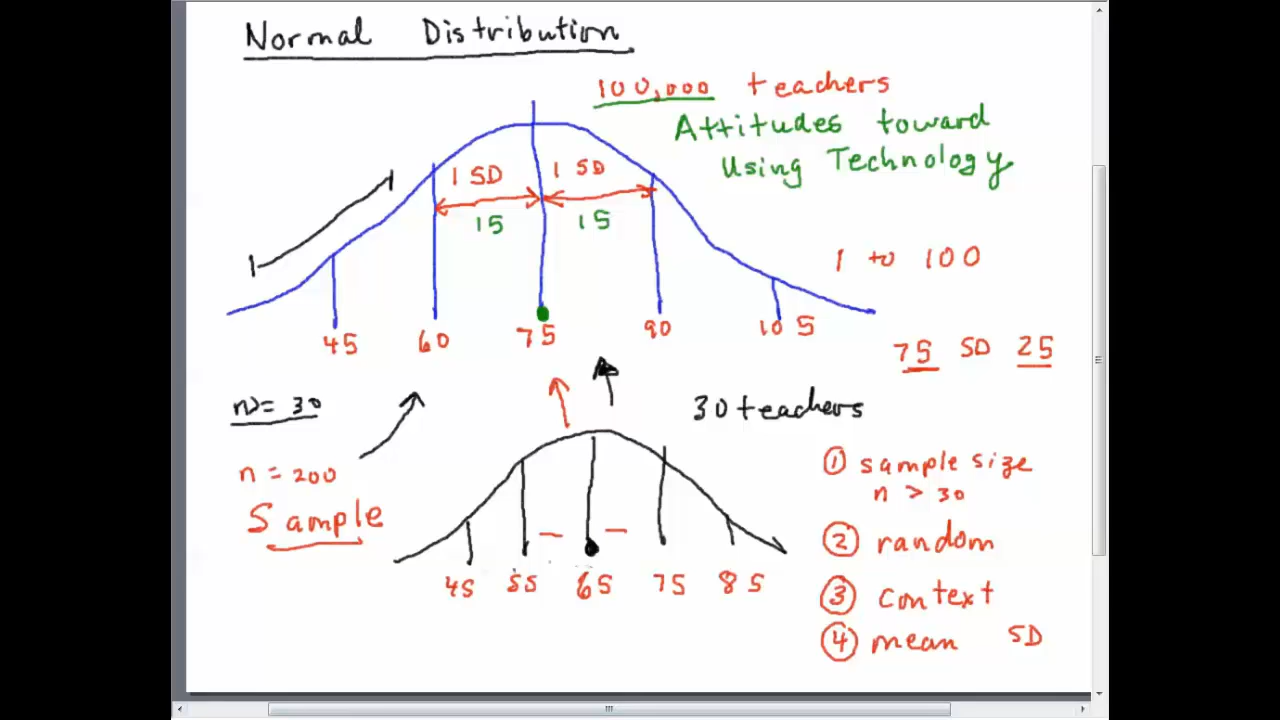 Normal Distribution
100,000 teachers
Attitudes toward
Using Technology
1 SD 1 SD
15 15
1 to 100
45 60 75 90 105
75 SD 25
n = 30
30 teachers
n = 200
Sample
① sample size
n > 30
② random
③ context
④ mean SD
45 55 65 75 85